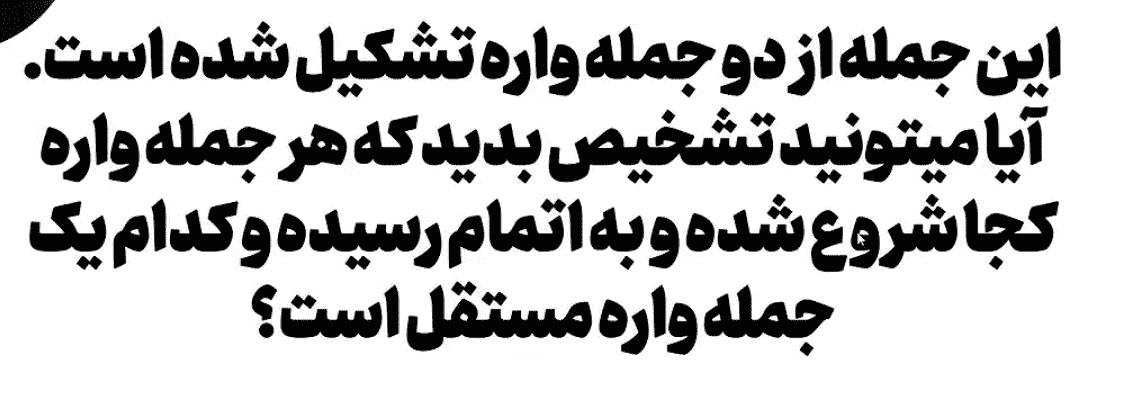 این جمله از دو جمله واره تشکیل شده است.
آیا میتونید تشخیص بدید که هر جمله واره
کجا شروع شده و به اتمام رسیده و کدام یک
جمله واره مستقل است؟